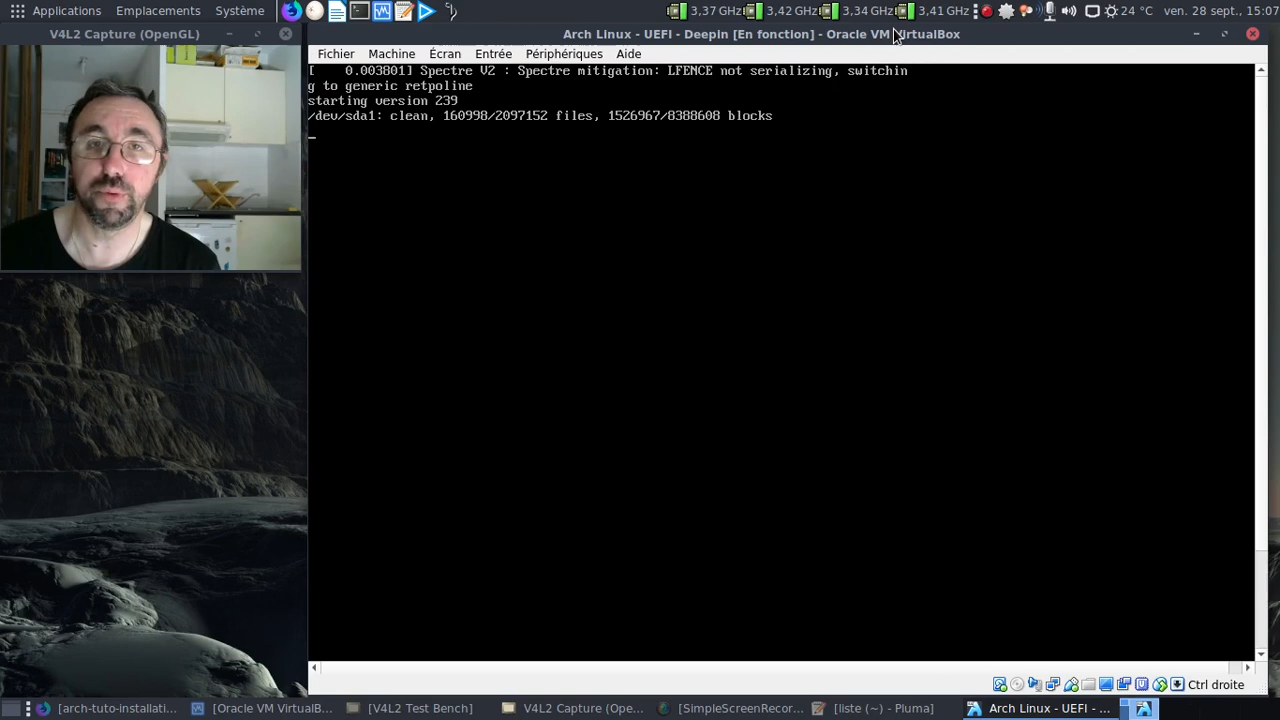 Applications Emplacements Système 3,37 GHz 3,42 GHz 3,34 GHz 3,41 GHz 24 °C ven. 28 sept., 15:07
V4L2 Capture (OpenGL)
Arch Linux - UEFI - Deepin [En fonction] - Oracle VM VirtualBox
Fichier Machine Écran Entrée Périphériques Aide
[ 0.003801] Spectre V2 : Spectre mitigation: LFENCE not serializing, switchin
g to generic retpoline
starting version 239
/dev/sda1: clean, 160998/2097152 files, 1526967/8388608 blocks
Ctrl droite
[arch-tuto-installati... [Oracle VM VirtualB... [V4L2 Test Bench] V4L2 Capture (Ope... [SimpleScreenRecor... [liste (~) - Pluma] Arch Linux - UEFI - ...